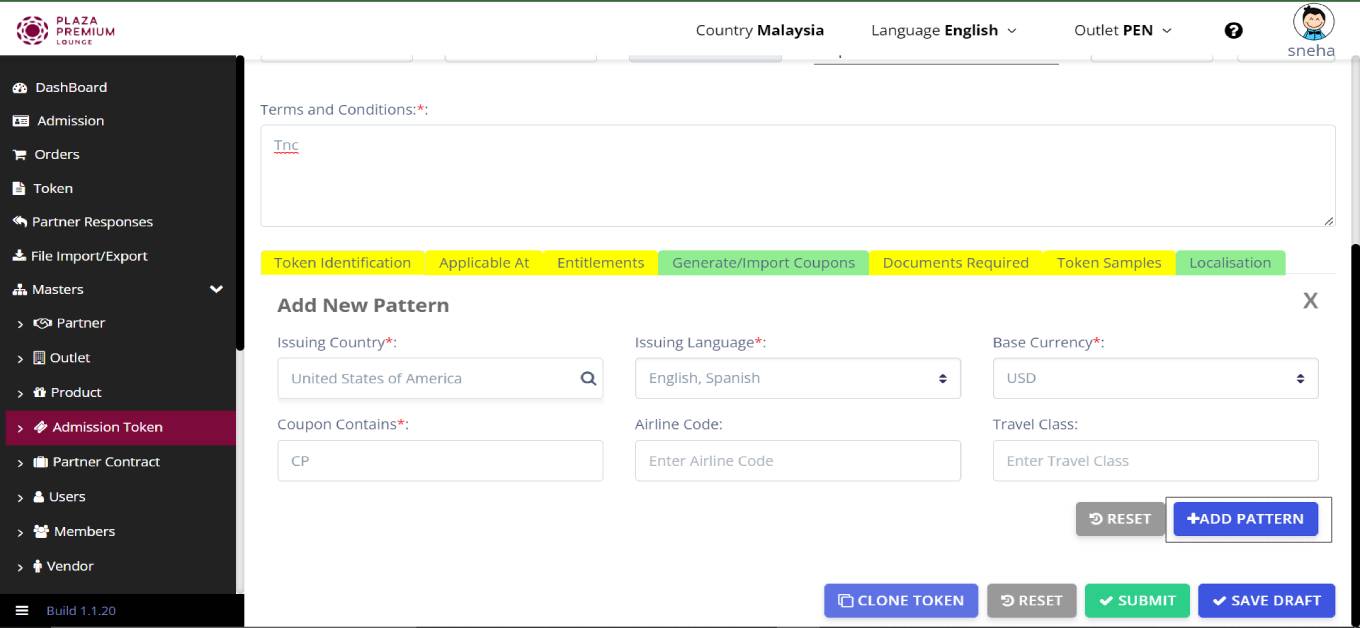 PLAZA
PREMIUM
LOUNGE
Country Malaysia
Language English
Outlet PEN
?
sneha
DashBoard
Admission
Orders
Token
Partner Responses
File Import/Export
Masters
Partner
Outlet
Product
Admission Token
Partner Contract
Users
Members
Vendor
Build 1.1.20
Terms and Conditions:*:
Tnc
Token Identification Applicable At Entitlements Generate/Import Coupons Documents Required Token Samples Localisation
Add New Pattern X
Issuing Country*: Issuing Language*: Base Currency*:
United States of America English, Spanish USD
Coupon Contains*: Airline Code: Travel Class:
CP Enter Airline Code Enter Travel Class
RESET +ADD PATTERN
CLONE TOKEN RESET SUBMIT SAVE DRAFT